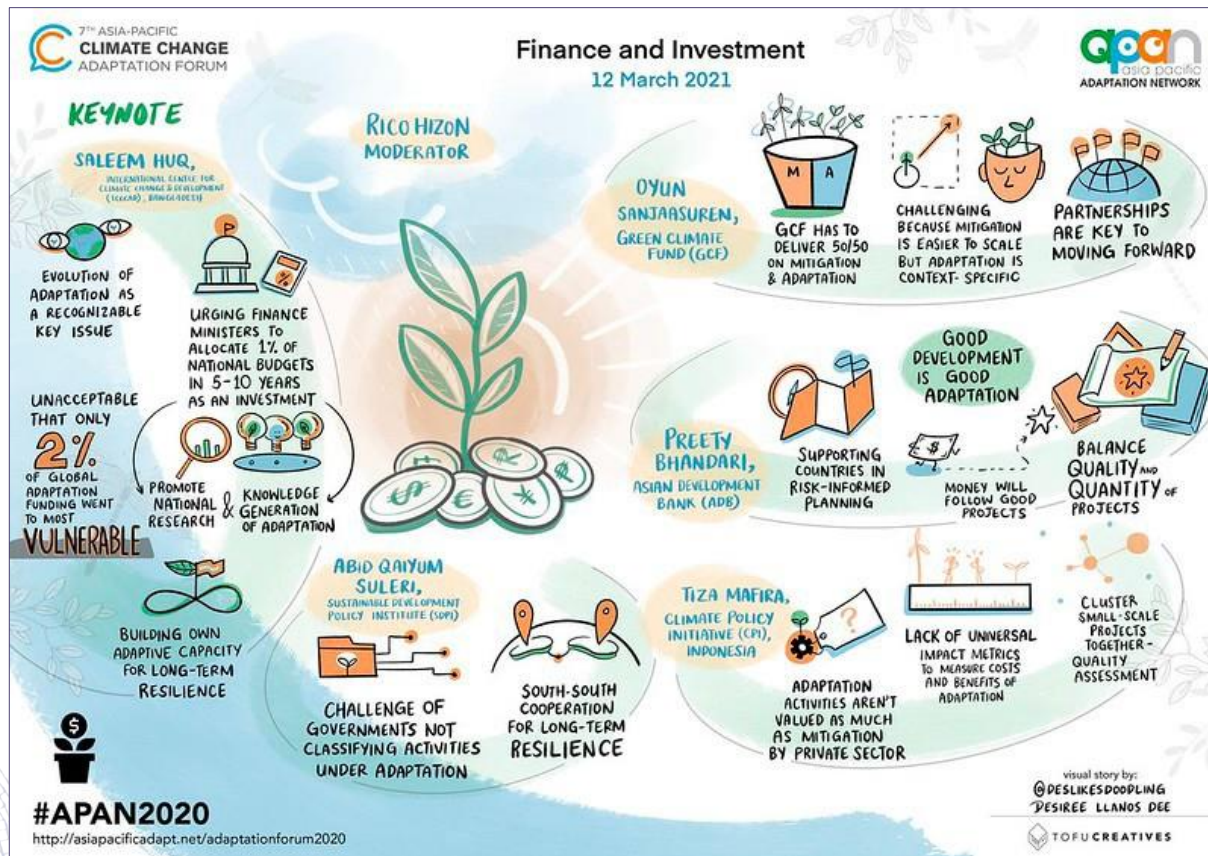 7TH ASIA-PACIFIC
CLIMATE CHANGE
ADAPTATION FORUM
Finance and Investment
12 March 2021
apan
asia pacific
ADAPTATION NETWORK
KEYNOTE
SALEEM HUQ,
INTERNATIONAL CENTRE FOR
CLIMATE CHANGE & DEVELOPMENT
(ICCCAD), BANGLADESH
EVOLUTION OF
ADAPTATION AS
A RECOGNIZABLE
KEY ISSUE
%
URGING FINANCE
MINISTERS TO
ALLOCATE 1% OF
NATIONAL BUDGETS
IN 5-10 YEARS
AS AN INVESTMENT
PROMOTE
NATIONAL
RESEARCH
&
KNOWLEDGE
GENERATION
OF ADAPTATION
UNACCEPTABLE
THAT ONLY
2%
OF GLOBAL
ADAPTATION
FUNDING WENT
TO MOST
VULNERABLE
BUILDING OWN
ADAPTIVE CAPACITY
FOR LONG-TERM
RESILIENCE
RICO HIZON
MODERATOR
$
€
¥
₱
OYUN
SANJAASUREN,
GREEN CLIMATE
FUND (GCF)
M A
GCF HAS TO
DELIVER 50/50
ON MITIGATION
& ADAPTATION
CHALLENGING
BECAUSE MITIGATION
IS EASIER TO SCALE
BUT ADAPTATION IS
CONTEXT-SPECIFIC
PARTNERSHIPS
ARE KEY TO
MOVING FORWARD
PREETY
BHANDARI,
ASIAN DEVELOPMENT
BANK (ADB)
SUPPORTING
COUNTRIES IN
RISK-INFORMED
PLANNING
GOOD
DEVELOPMENT
IS GOOD
ADAPTATION
$
MONEY WILL
FOLLOW GOOD
PROJECTS
BALANCE
QUALITY AND
QUANTITY OF
PROJECTS
ABID QAIYUM
SULERI,
SUSTAINABLE DEVELOPMENT
POLICY INSTITUTE (SDPI)
CHALLENGE OF
GOVERNMENTS NOT
CLASSIFYING ACTIVITIES
UNDER ADAPTATION
SOUTH-SOUTH
COOPERATION
FOR LONG-TERM
RESILIENCE
TIZA MAFIRA,
CLIMATE POLICY
INITIATIVE (CPI),
INDONESIA
?
ADAPTATION
ACTIVITIES AREN'T
VALUED AS MUCH
AS MITIGATION
BY PRIVATE SECTOR
LACK OF UNIVERSAL
IMPACT METRICS
TO MEASURE COSTS
AND BENEFITS OF
ADAPTATION
CLUSTER
SMALL-SCALE
PROJECTS
TOGETHER-
QUALITY
ASSESSMENT
$
#APAN2020
http://asiapacificadapt.net/adaptationforum2020
visual story by:
@DESLIKESDOODLING
DESIREE LLANOS DEE
TOFU CREATIVES